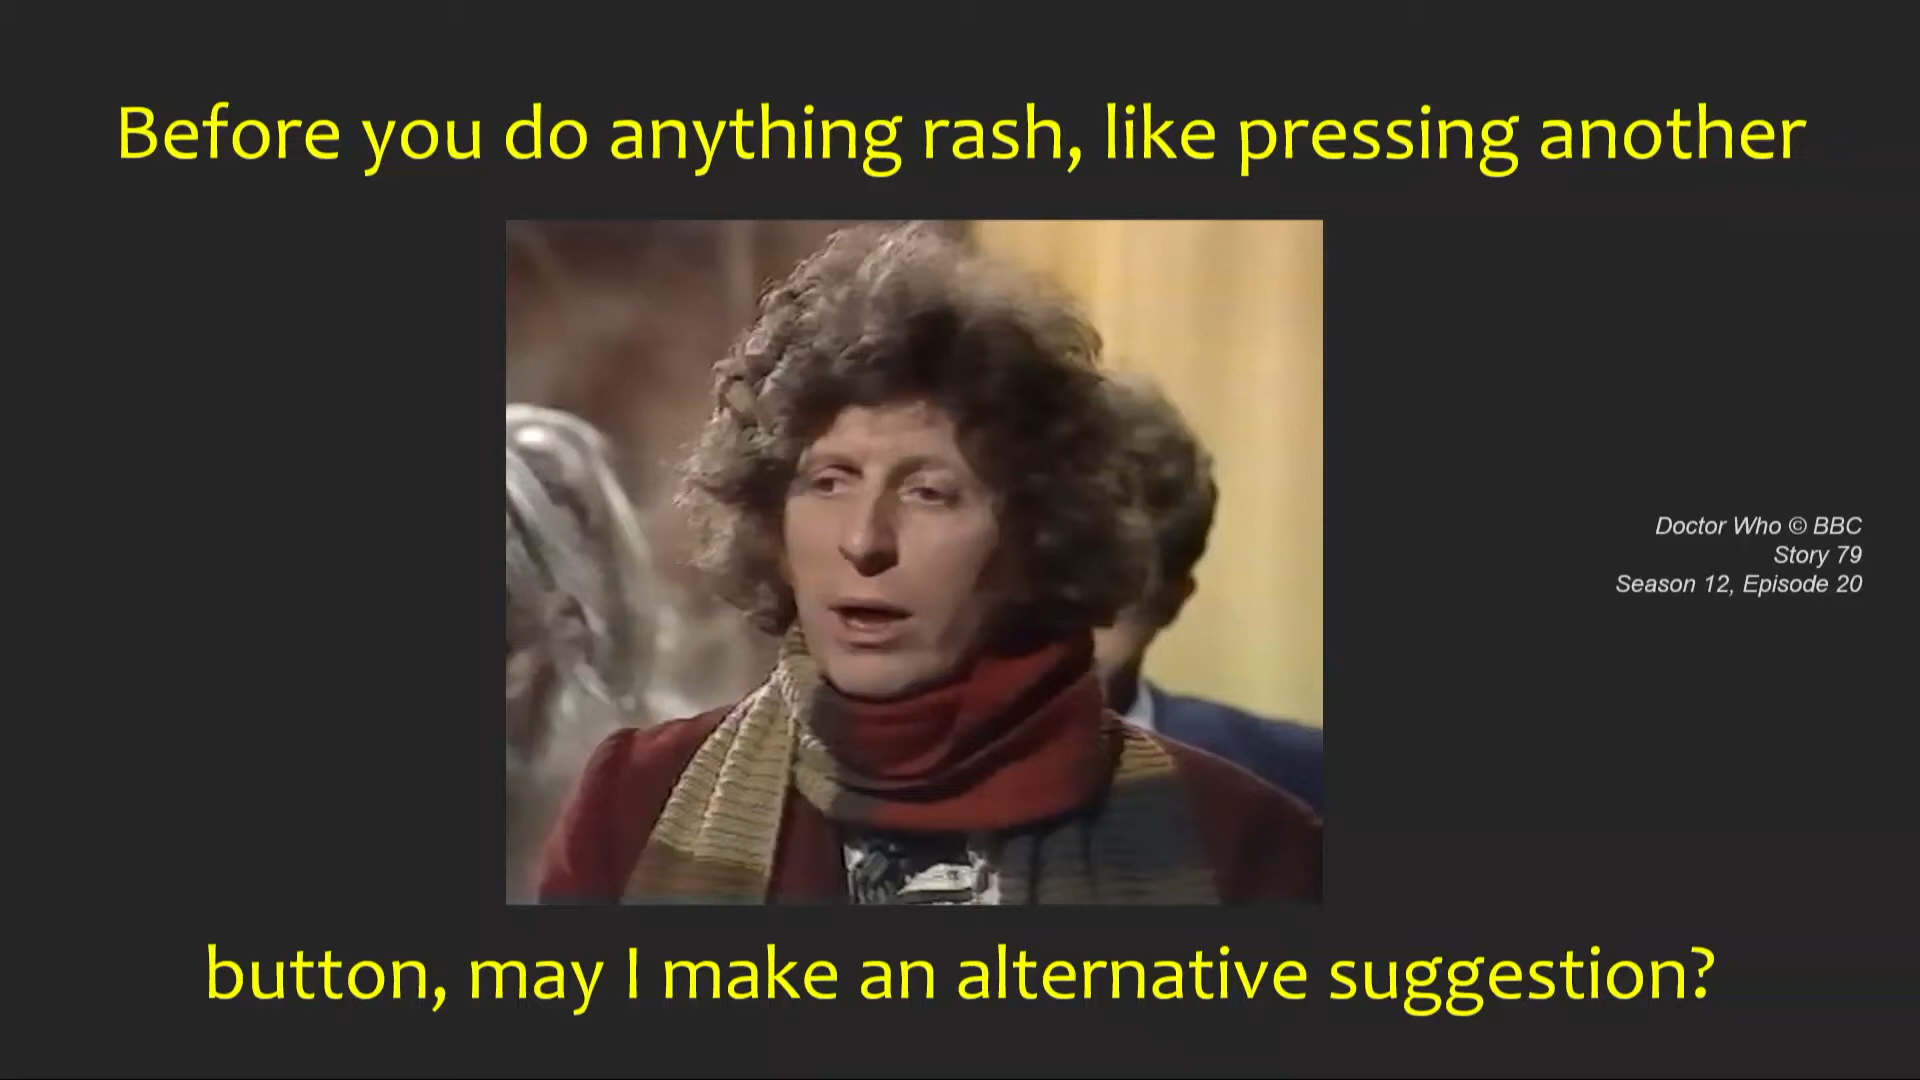 Before you do anything rash, like pressing another
Doctor Who © BBC
Story 79
Season 12, Episode 20
button, may I make an alternative suggestion?